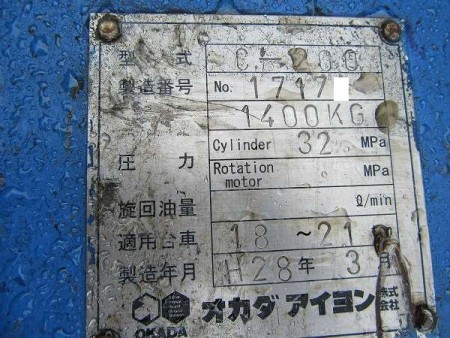 型式 C-200
製造番号 No. 1717
1400KG
圧力 Cylinder 32 MPa
Rotation motor MPa
旋回油量 ℓ/min
適用台車 18~21
製造年月 H28年 3月
OKADA オカダアイヨン株式会社